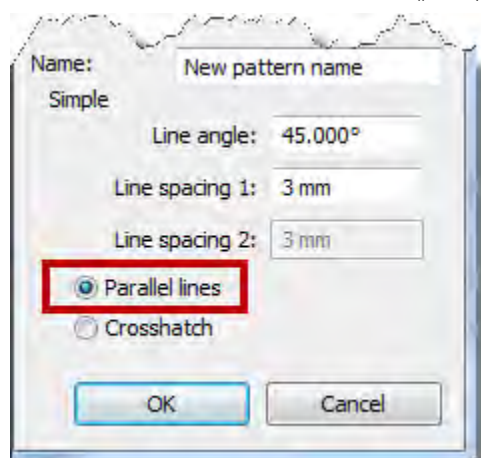 Name: New pattern name
Simple
Line angle: 45.000°
Line spacing 1: 3 mm
Line spacing 2: 3 mm
Parallel lines
Crosshatch
OK Cancel